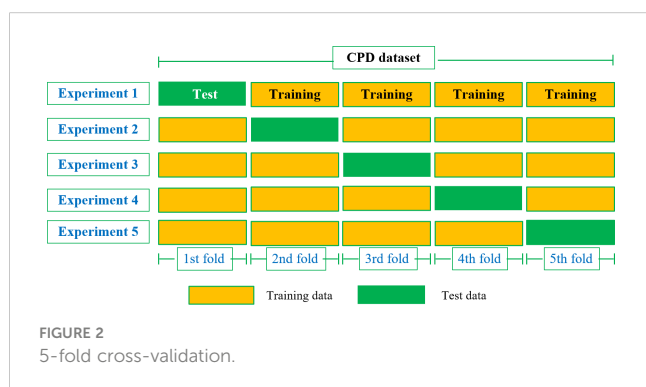 CPD dataset
Experiment 1 Test Training Training Training Training
Experiment 2
Experiment 3
Experiment 4
Experiment 5
1st fold 2nd fold 3rd fold 4th fold 5th fold
Training data Test data
FIGURE 2
5-fold cross-validation.